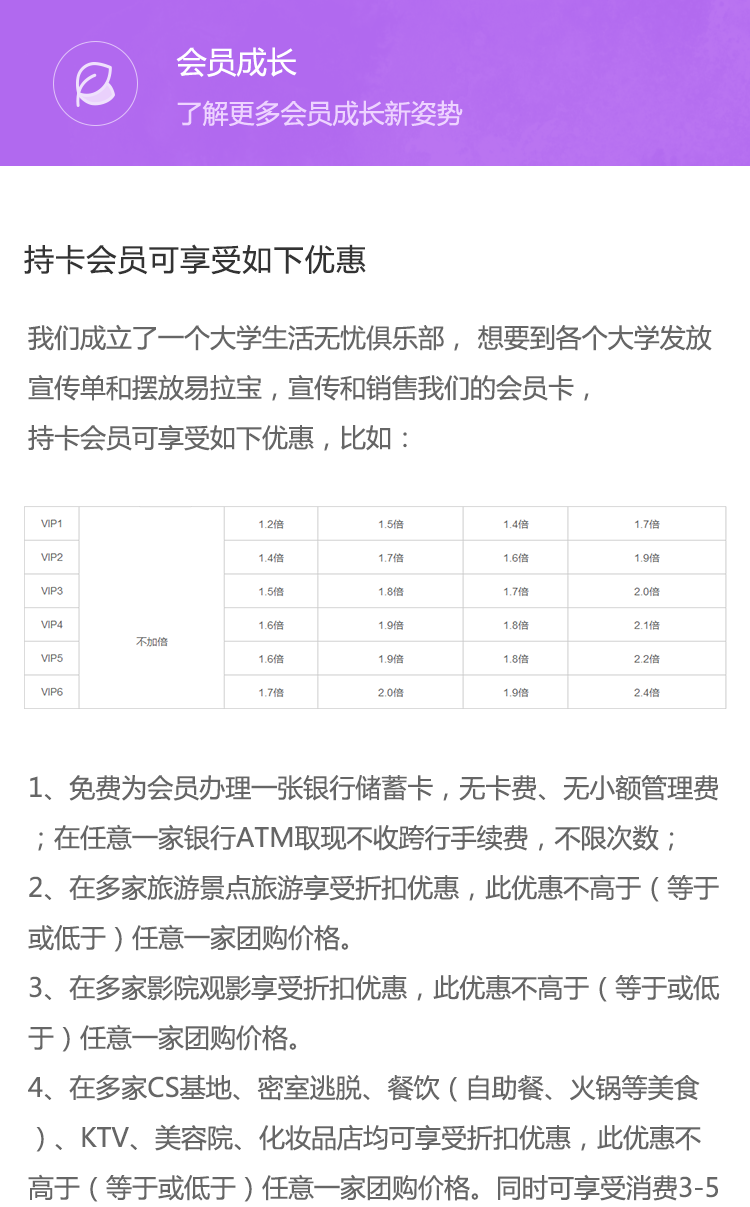 会员成长
了解更多会员成长新姿势
持卡会员可享受如下优惠
我们成立了一个大学生活无忧俱乐部， 想要到各个大学发放
宣传单和摆放易拉宝，宣传和销售我们的会员卡，
持卡会员可享受如下优惠，比如：
VIP1 1.2倍 1.5倍 1.4倍 1.7倍
VIP2 1.4倍 1.7倍 1.6倍 1.9倍
VIP3 1.5倍 1.8倍 1.7倍 2.0倍
VIP4 1.6倍 1.9倍 1.8倍 2.1倍
不加倍
VIP5 1.6倍 1.9倍 1.8倍 2.2倍
VIP6 1.7倍 2.0倍 1.9倍 2.4倍
1、免费为会员办理一张银行储蓄卡，无卡费、无小额管理费
；在任意一家银行ATM取现不收跨行手续费，不限次数；
2、在多家旅游景点旅游享受折扣优惠，此优惠不高于（等于
或低于）任意一家团购价格。
3、在多家影院观影享受折扣优惠，此优惠不高于（等于或低
于）任意一家团购价格。
4、在多家CS基地、密室逃脱、餐饮（自助餐、火锅等美食
）、KTV、美容院、化妆品店均可享受折扣优惠，此优惠不
高于（等于或低于）任意一家团购价格。同时可享受消费3-5